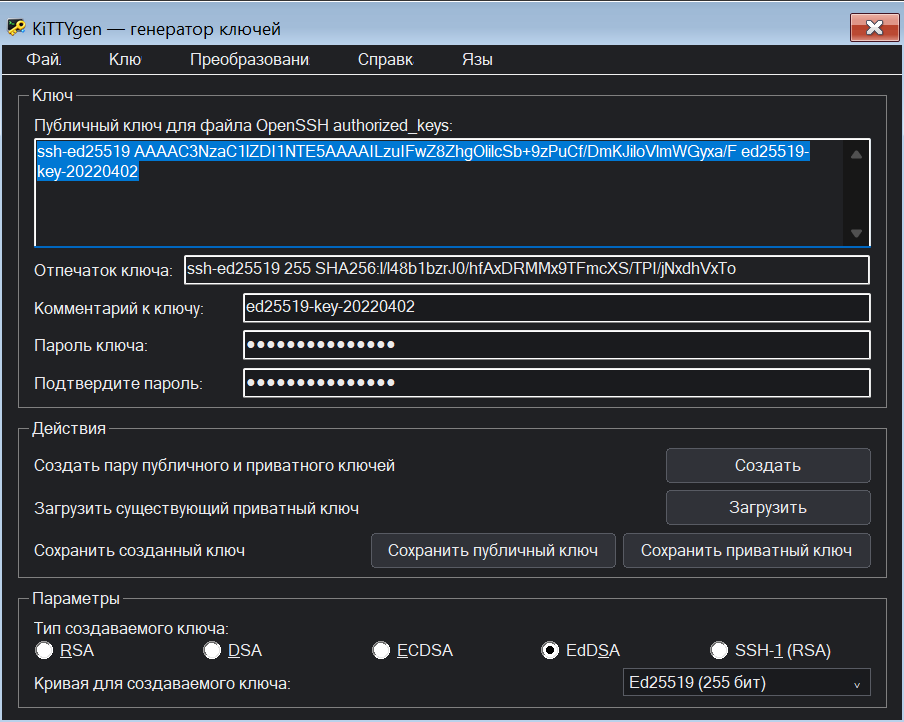 KiTTYgen — генератор ключей
Фай. Клю Преобразовани Справк Язы
Ключ
Публичный ключ для файла OpenSSH authorized_keys:
ssh-ed25519 AAAAC3NzaC1lZDI1NTE5AAAAILzuIFwZ8ZhgOlilcSb+9zPuCf/DmKJiloVlmWGyxa/F ed25519-
key-20220402
Отпечаток ключа: ssh-ed25519 255 SHA256:l/l48b1bzrJ0/hfAxDRMMx9TFmcXS/TPI/jNxdhVxTo
Комментарий к ключу: ed25519-key-20220402
Пароль ключа: ●●●●●●●●●●●●●●●
Подтвердите пароль: ●●●●●●●●●●●●●●●
Действия
Создать пару публичного и приватного ключей Создать
Загрузить существующий приватный ключ Загрузить
Сохранить созданный ключ Сохранить публичный ключ Сохранить приватный ключ
Параметры
Тип создаваемого ключа:
RSA DSA ECDSA EdDSA SSH-1 (RSA)
Кривая для создаваемого ключа: Ed25519 (255 бит)